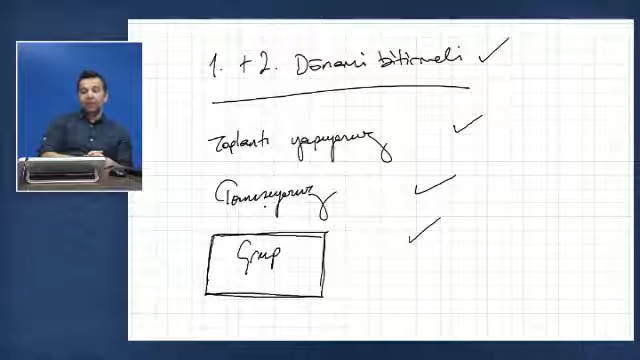 1. + 2. Dönemi bitirmeli
Toplantı yapıyoruz
Tanışıyoruz
Grup